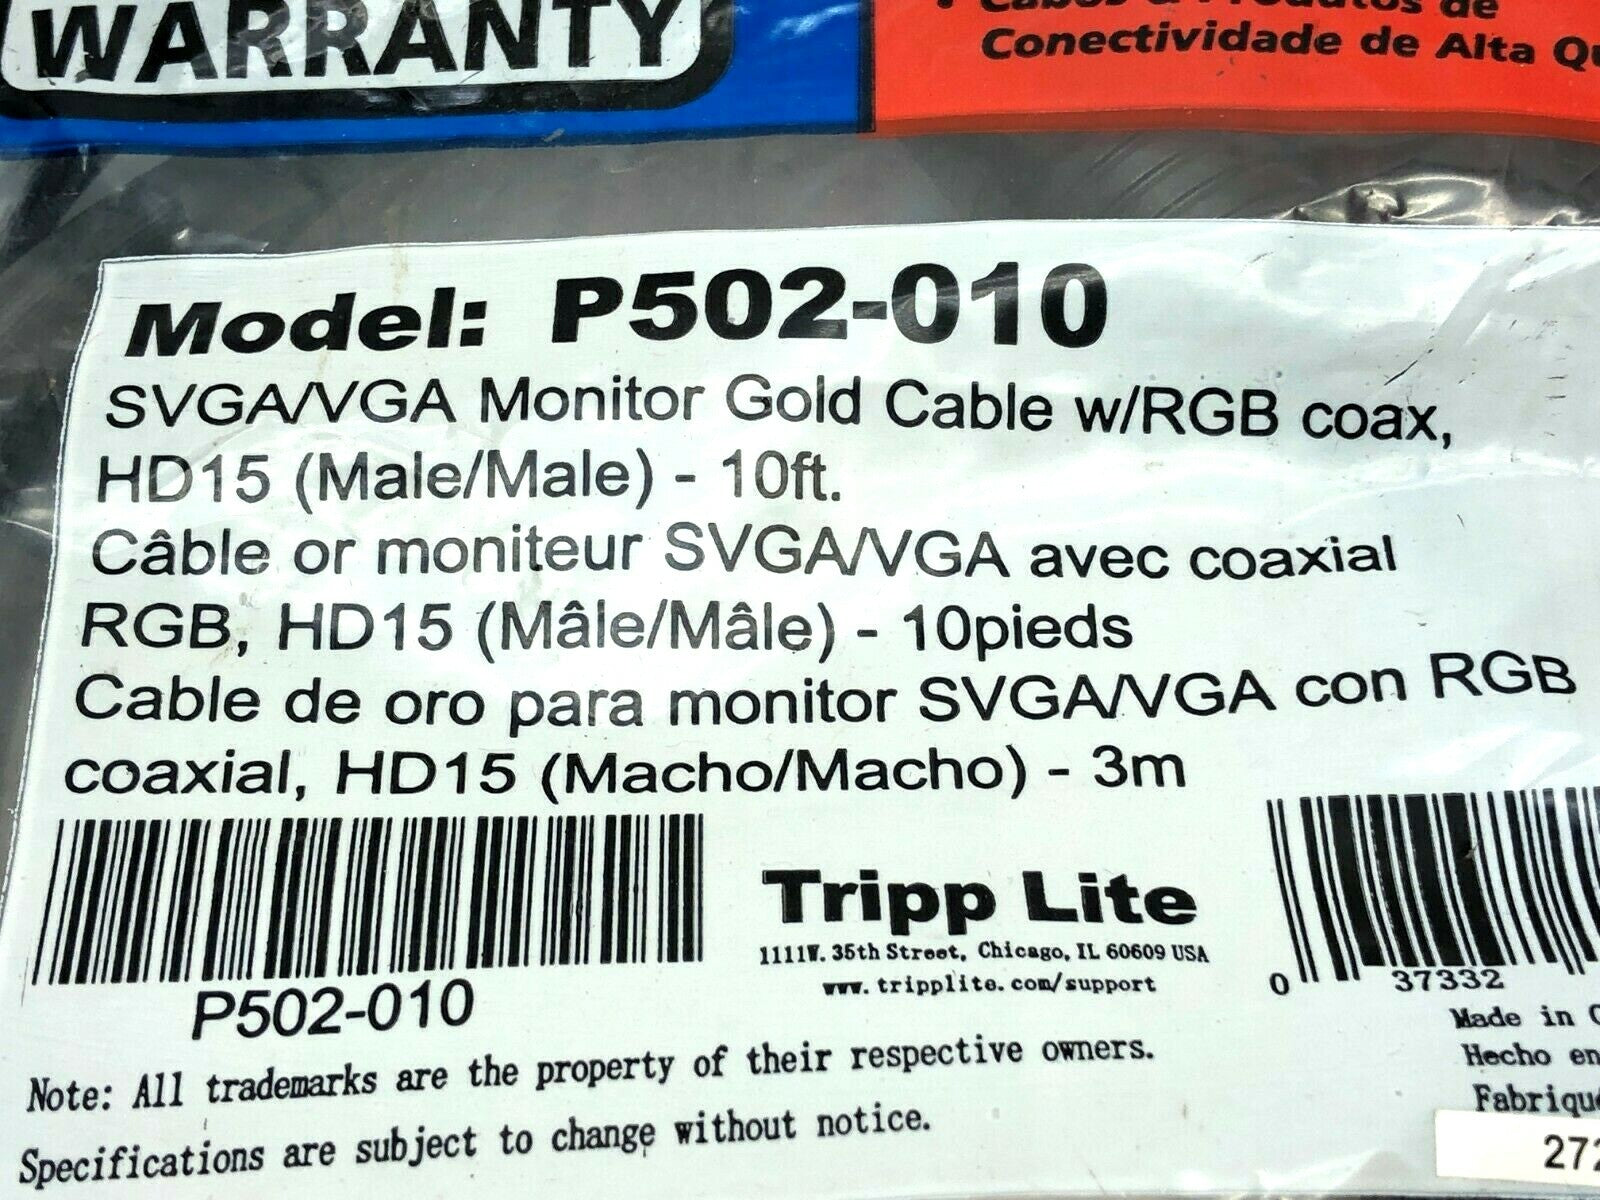 WARRANTY
• Cabos & Produtos de
Conectividade de Alta
Model: P502-010
SVGA/VGA Monitor Gold Cable w/RGB coax,
HD15 (Male/Male) - 10ft.
Câble or moniteur SVGA/VGA avec coaxial
RGB, HD15 (Mâle/Mâle) - 10pieds
Cable de oro para monitor SVGA/VGA con RGB
coaxial, HD15 (Macho/Macho) - 3m
P502-010
Tripp Lite
1111W. 35th Street, Chicago, IL 60609 USA
www.tripplite.com/support
0 37332
Made in
Hecho en
Note: All trademarks are the property of their respective owners.
Specifications are subject to change without notice.